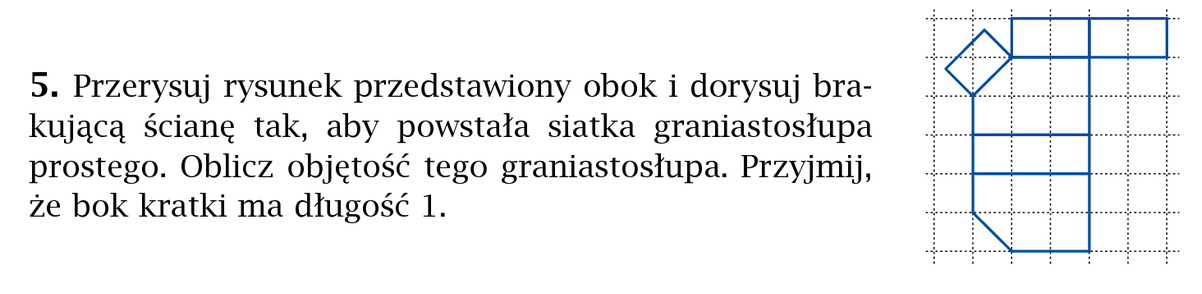 5. Przerysuj rysunek przedstawiony obok i dorysuj bra-
kującą ścianę tak, aby powstała siatka graniastosłupa
prostego. Oblicz objętość tego graniastosłupa. Przyjmij,
że bok kratki ma długość 1.